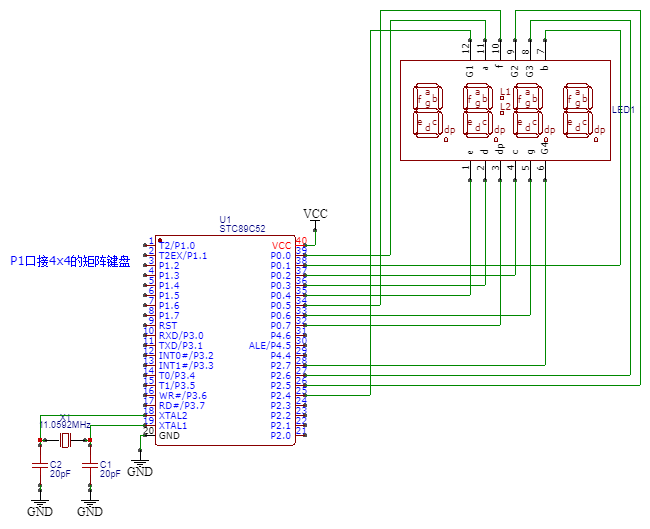 12 11 10 9 8 7
G1 a f G2 G3 b
a a L1 a a
f b f b f b f b
g g L2 g g
e c e c e c e c
d dp d dp d dp d dp
LED1
e d dp c g G4
1 2 3 4 5 6
U1
STC89C52
VCC
P1口接4x4的矩阵键盘
1 T2/P1.0 VCC 40
2 T2EX/P1.1 P0.0 39
3 P1.2 P0.1 38
4 P1.3 P0.2 37
5 P1.4 P0.3 36
6 P1.5 P0.4 35
7 P1.6 P0.5 34
8 P1.7 P0.6 33
9 RST P0.7 32
10 RXD/P3.0 P4.6 31
11 TXD/P3.1 ALE/P4.5 30
12 INT0#/P3.2 P4.4 29
13 INT1#/P3.3 P2.7 28
14 T0/P3.4 P2.6 27
15 T1/P3.5 P2.5 26
16 WR#/P3.6 P2.4 25
17 RD#/P3.7 P2.3 24
18 XTAL2 P2.2 23
19 XTAL1 P2.1 22
20 GND P2.0 21
X1
11.0592MHz
C2 C1
20pF 20pF
GND
GND GND